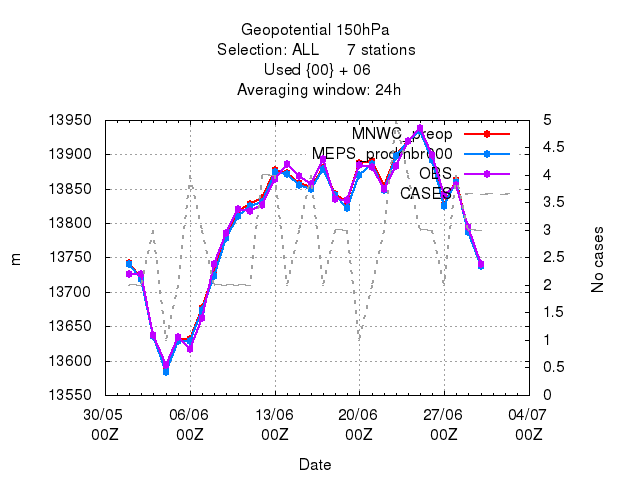 Geopotential 150hPa
Selection: ALL 7 stations
Used {00} + 06
Averaging window: 24h
13950
13900
13850
13800
13750
13700
13650
13600
13550
m
5
4.5
4
3.5
3
2.5
2
1.5
1
0.5
0
No cases
MNWC_preop
MEPS_prodmbr000
OBS
CASES
30/05 06/06 13/06 20/06 27/06 04/07
00Z 00Z 00Z 00Z 00Z 00Z
Date